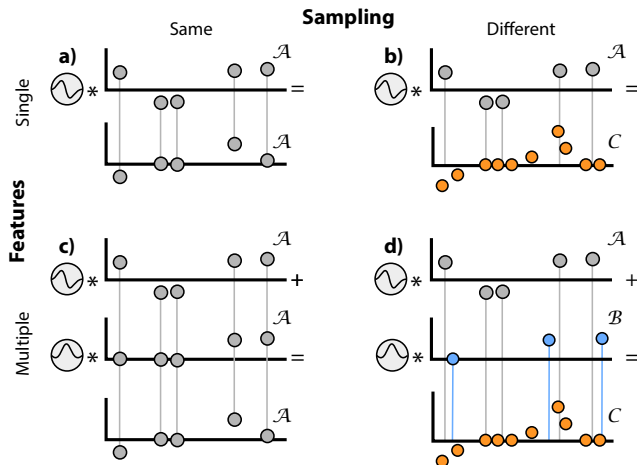 Sampling
Same
Different
Features
Single
Multiple
a)
𝒜
* =
𝒜
b)
𝒜
* =
C
c)
𝒜
* +
𝒜
* =
𝒜
d)
𝒜
* +
ℬ
* =
C